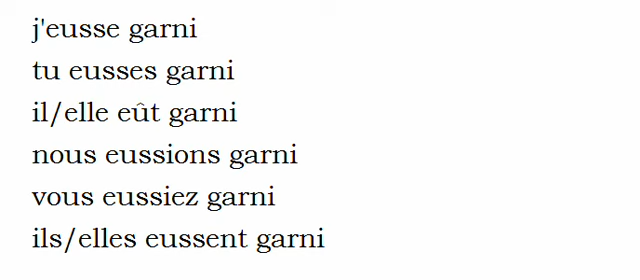 j'eusse garni
tu eusses garni
il/elle eût garni
nous eussions garni
vous eussiez garni
ils/elles eussent garni